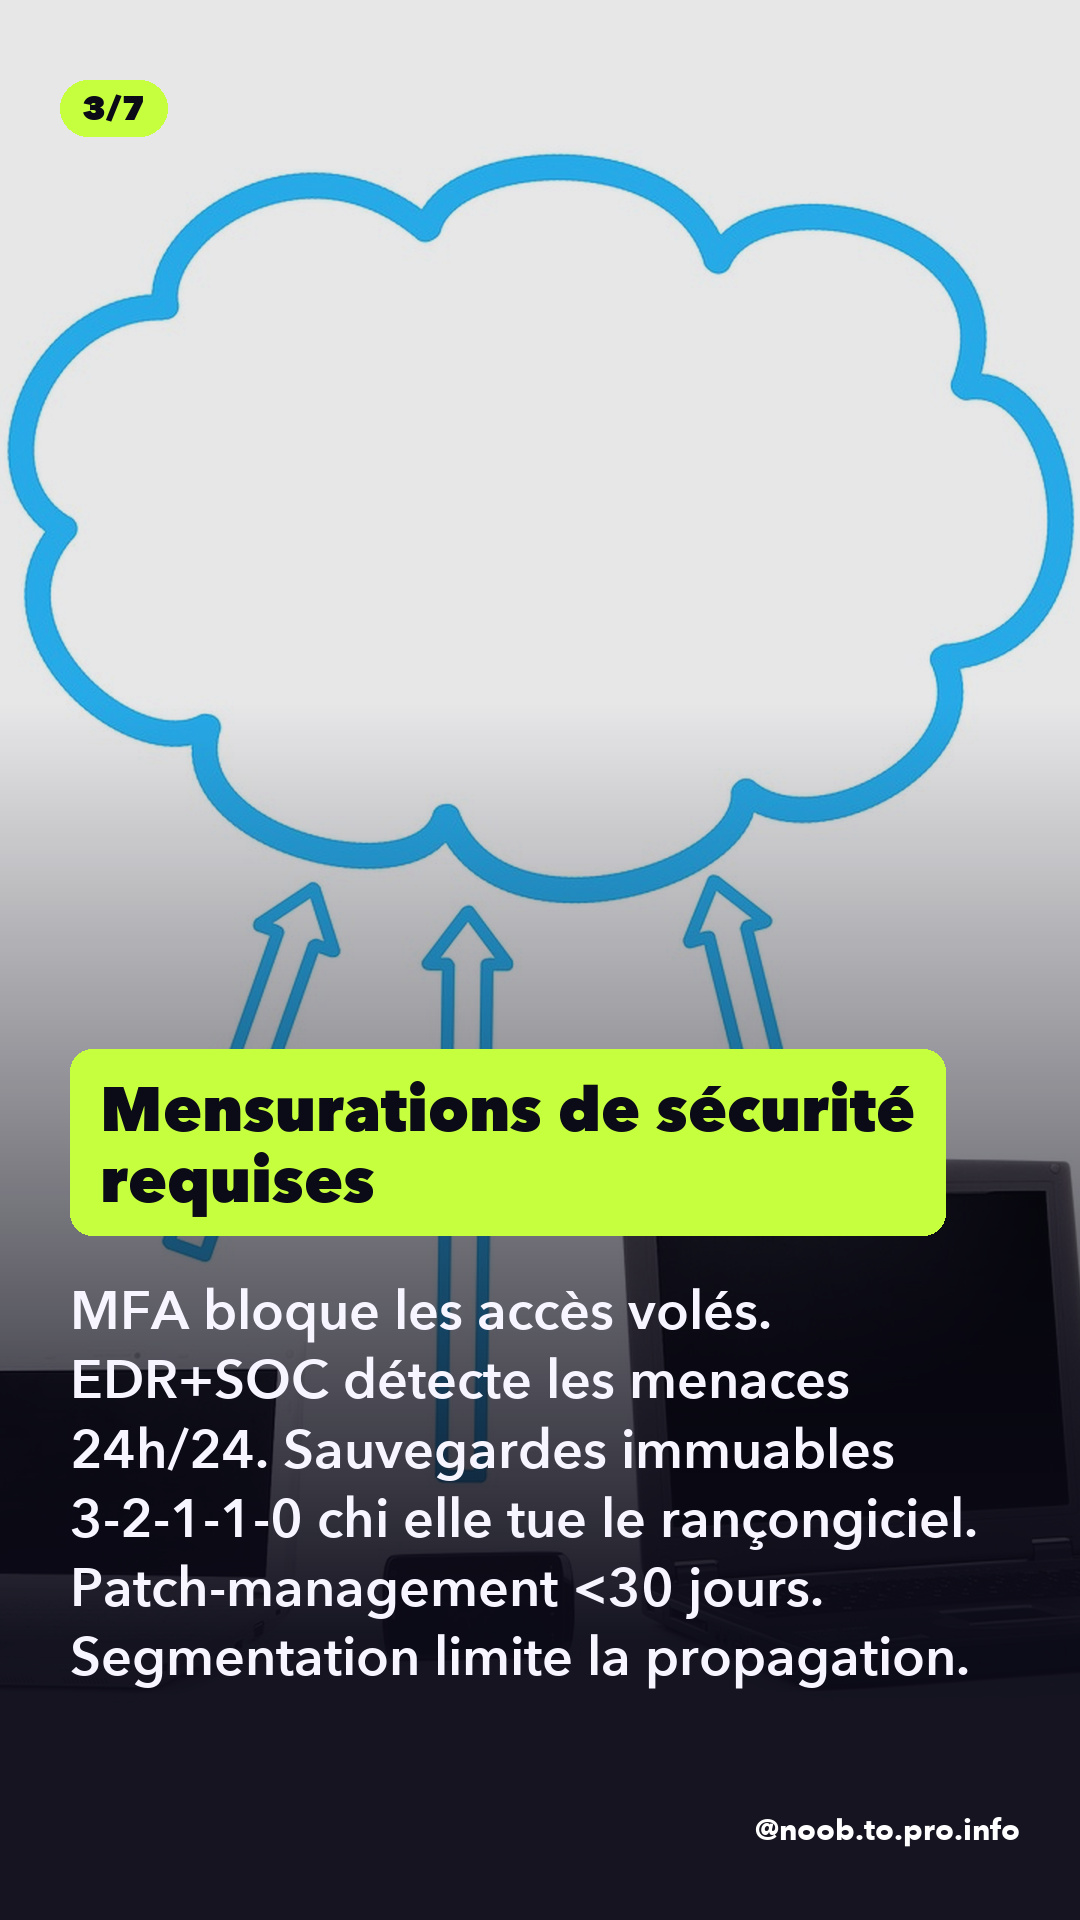 3/7
Mensurations de sécurité
requises
MFA bloque les accès volés.
EDR+SOC détecte les menaces
24h/24. Sauvegardes immuables
3-2-1-1-0 chi elle tue le rançongiciel.
Patch-management <30 jours.
Segmentation limite la propagation.
@noob.to.pro.info